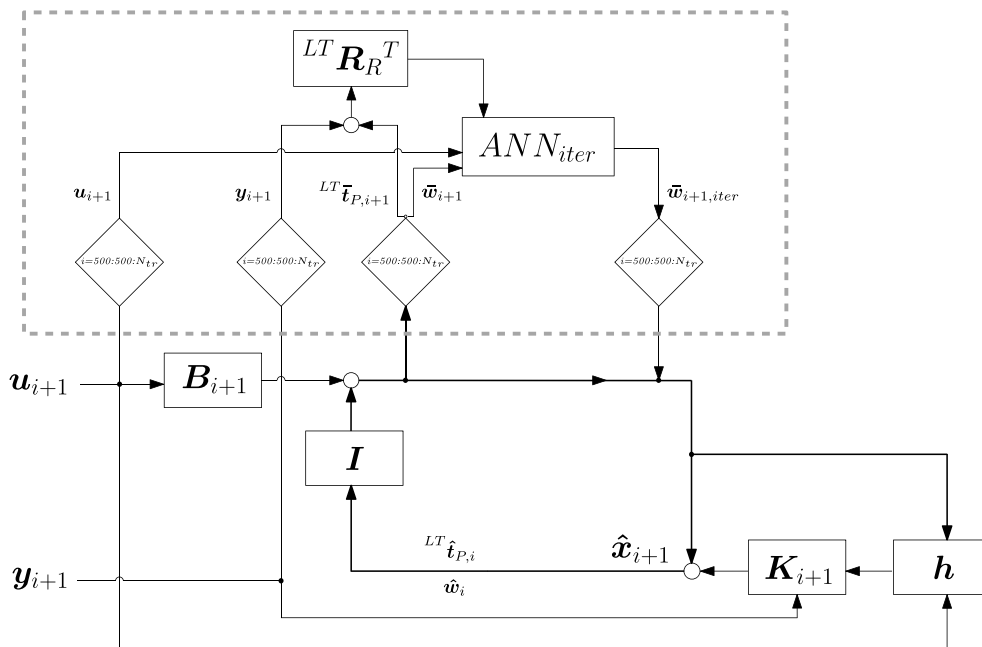 ^{LT}R_R^T
ANN_{iter}
u_{i+1}
y_{i+1}
^{LT}t̄_{P,i+1}
w̄_{i+1}
w̄_{i+1,iter}
i=500:500:N_{tr}
i=500:500:N_{tr}
i=500:500:N_{tr}
i=500:500:N_{tr}
u_{i+1}
B_{i+1}
I
^{LT}t̂_{P,i}
ŵ_i
x̂_{i+1}
y_{i+1}
K_{i+1}
h